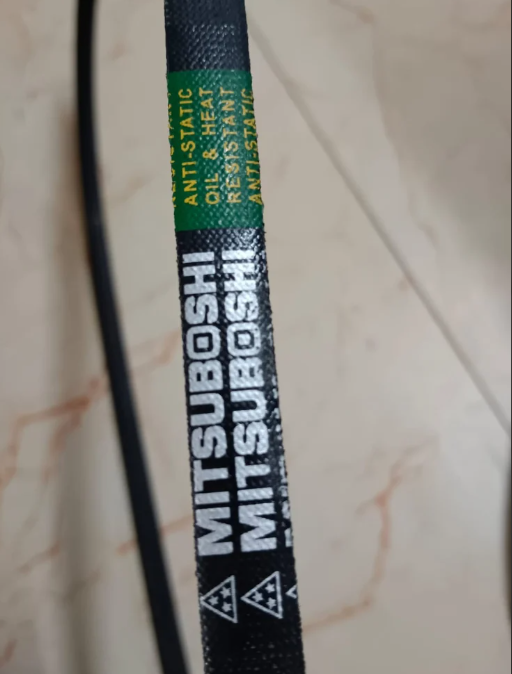 ANTI-STATIC
OIL & HEAT
RESISTANT
ANTI-STATIC
MITSUBOSHI
MITSUBOSHI